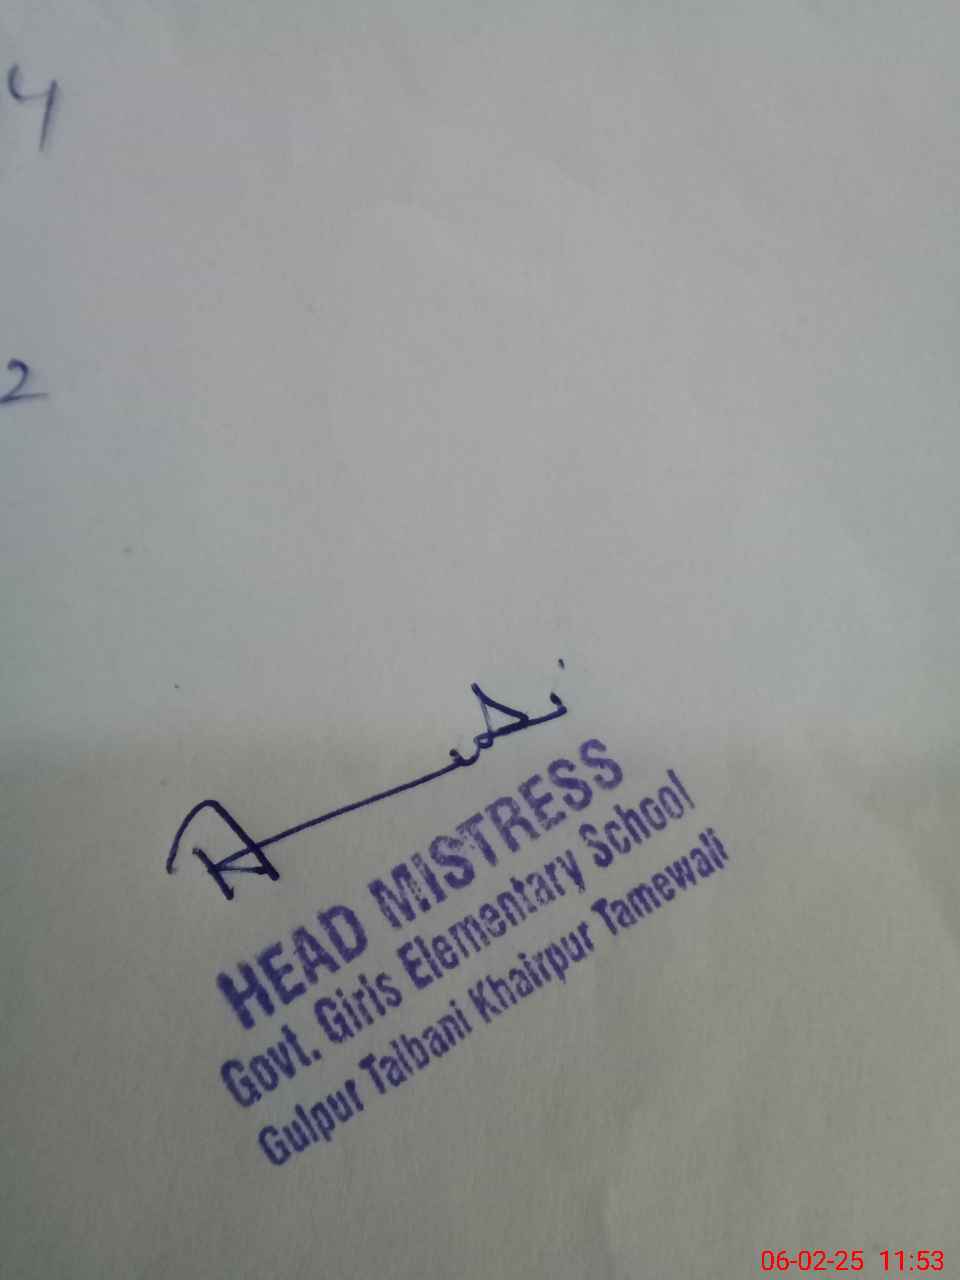 4
2
HEAD MISTRESS
Govt. Girls Elementary School
Gulpur Talbani Khairpur Tamewali
06-02-25 11:53